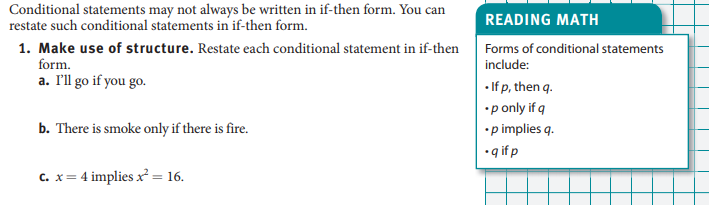 Conditional statements may not always be written in if-then form. You can
restate such conditional statements in if-then form.
1. Make use of structure. Restate each conditional statement in if-then
form.
a. I'll go if you go.
b. There is smoke only if there is fire.
c. x = 4 implies x² = 16.
READING MATH
Forms of conditional statements
include:
• If p, then q.
• p only if q
• p implies q.
• q if p